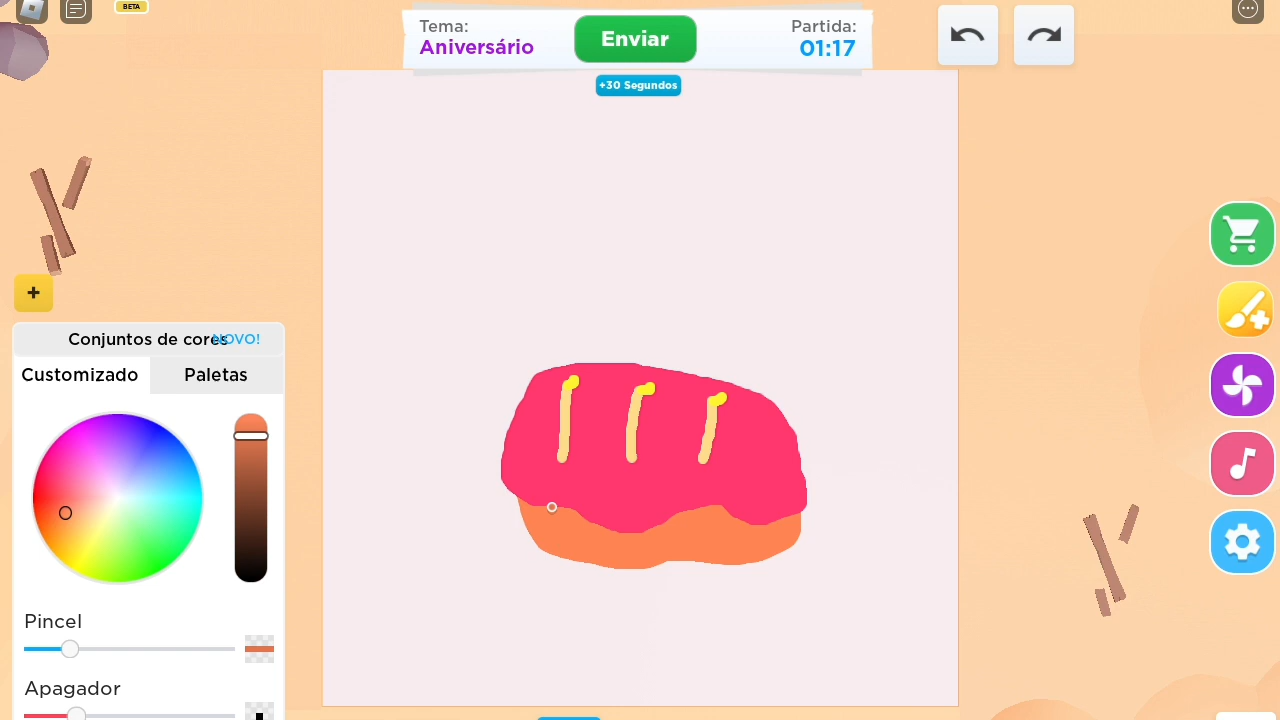 BETA
Tema:
Aniversário
Enviar
Partida:
01:17
+30 Segundos
+
Conjuntos de cores
NOVO!
Customizado
Paletas
Pincel
Apagador